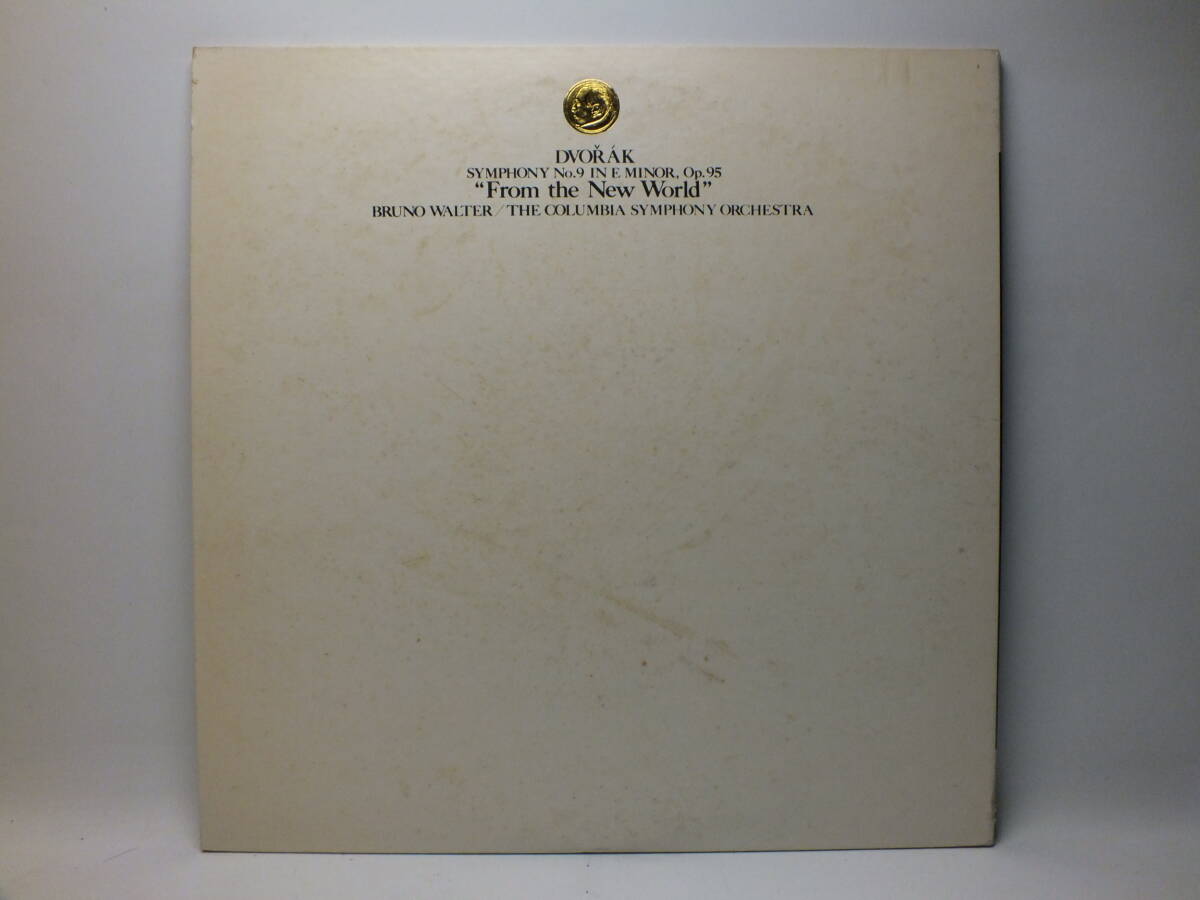 DVOŘÁK
SYMPHONY No.9 IN E MINOR, Op.95
“From the New World”
BRUNO WALTER / THE COLUMBIA SYMPHONY ORCHESTRA